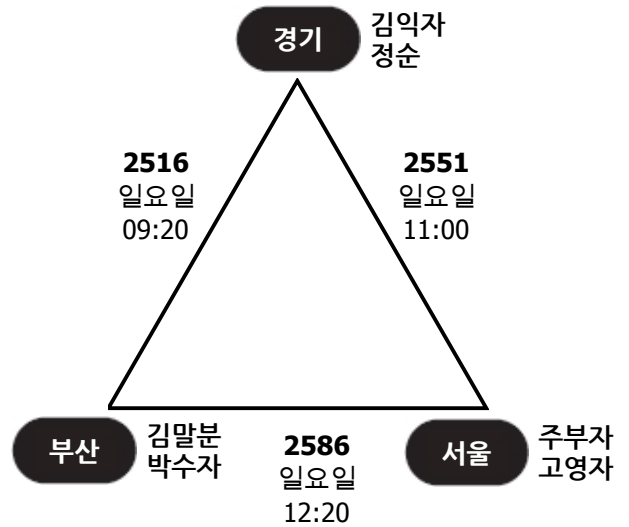 경기
김익자
정순
2516
일요일
09:20
2551
일요일
11:00
부산
김말분
박수자
2586
일요일
12:20
서울
주부자
고영자